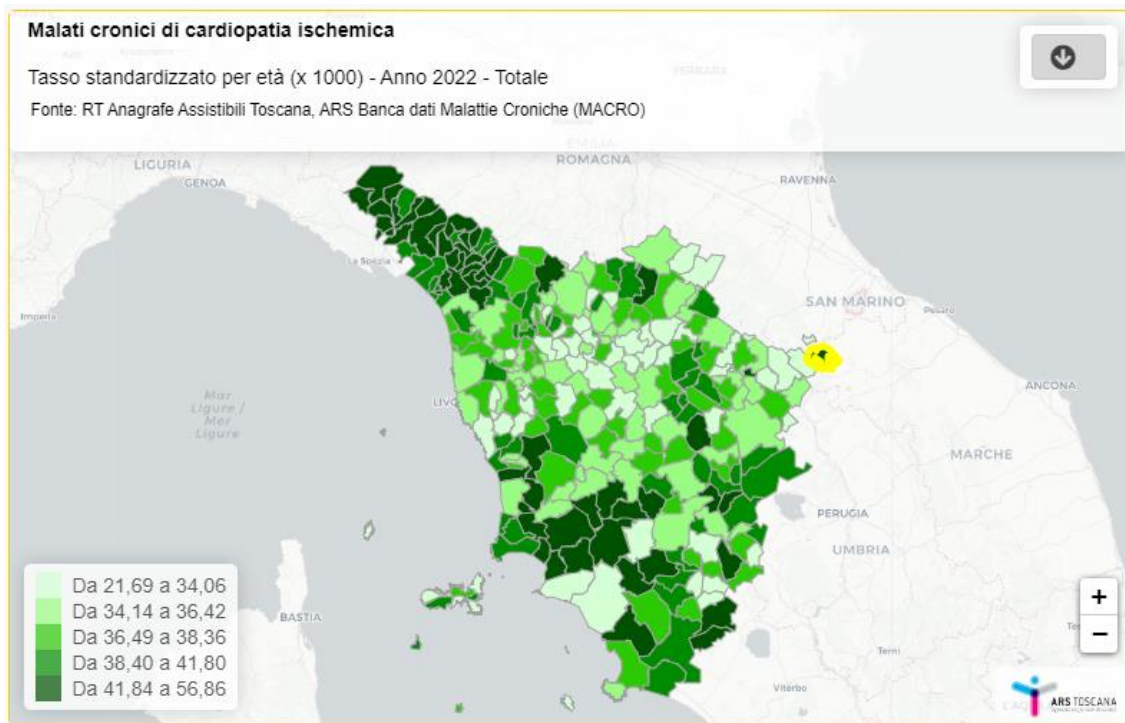 Malati cronici di cardiopatia ischemica
Tasso standardizzato per età (x 1000) - Anno 2022 - Totale
Fonte: RT Anagrafe Assistibili Toscana, ARS Banca dati Malattie Croniche (MACRO)
FERRARA
EMILIA-
ROMAGNA
LIGURIA
GENOA
RAVENNA
La Spezia
SAN MARINO
Imperia
Pesaro
ANCONA
Mar
Ligure /
Mer
Ligure
LIVO
MARCHE
PERUGIA
UMBRIA
BASTIA
Terni
Viterbo
Da 21,69 a 34,06
Da 34,14 a 36,42
Da 36,49 a 38,36
Da 38,40 a 41,80
Da 41,84 a 56,86
+
−
ARS TOSCANA